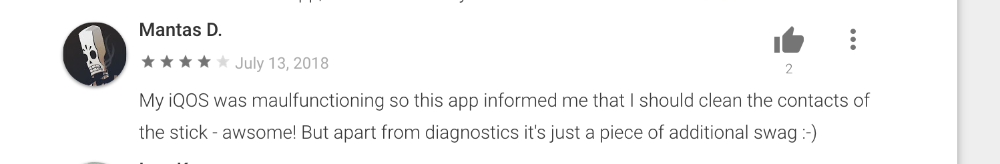 Mantas D.
July 13, 2018
2
My iQOS was maulfunctioning so this app informed me that I should clean the contacts of
the stick - awsome! But apart from diagnostics it's just a piece of additional swag :-)